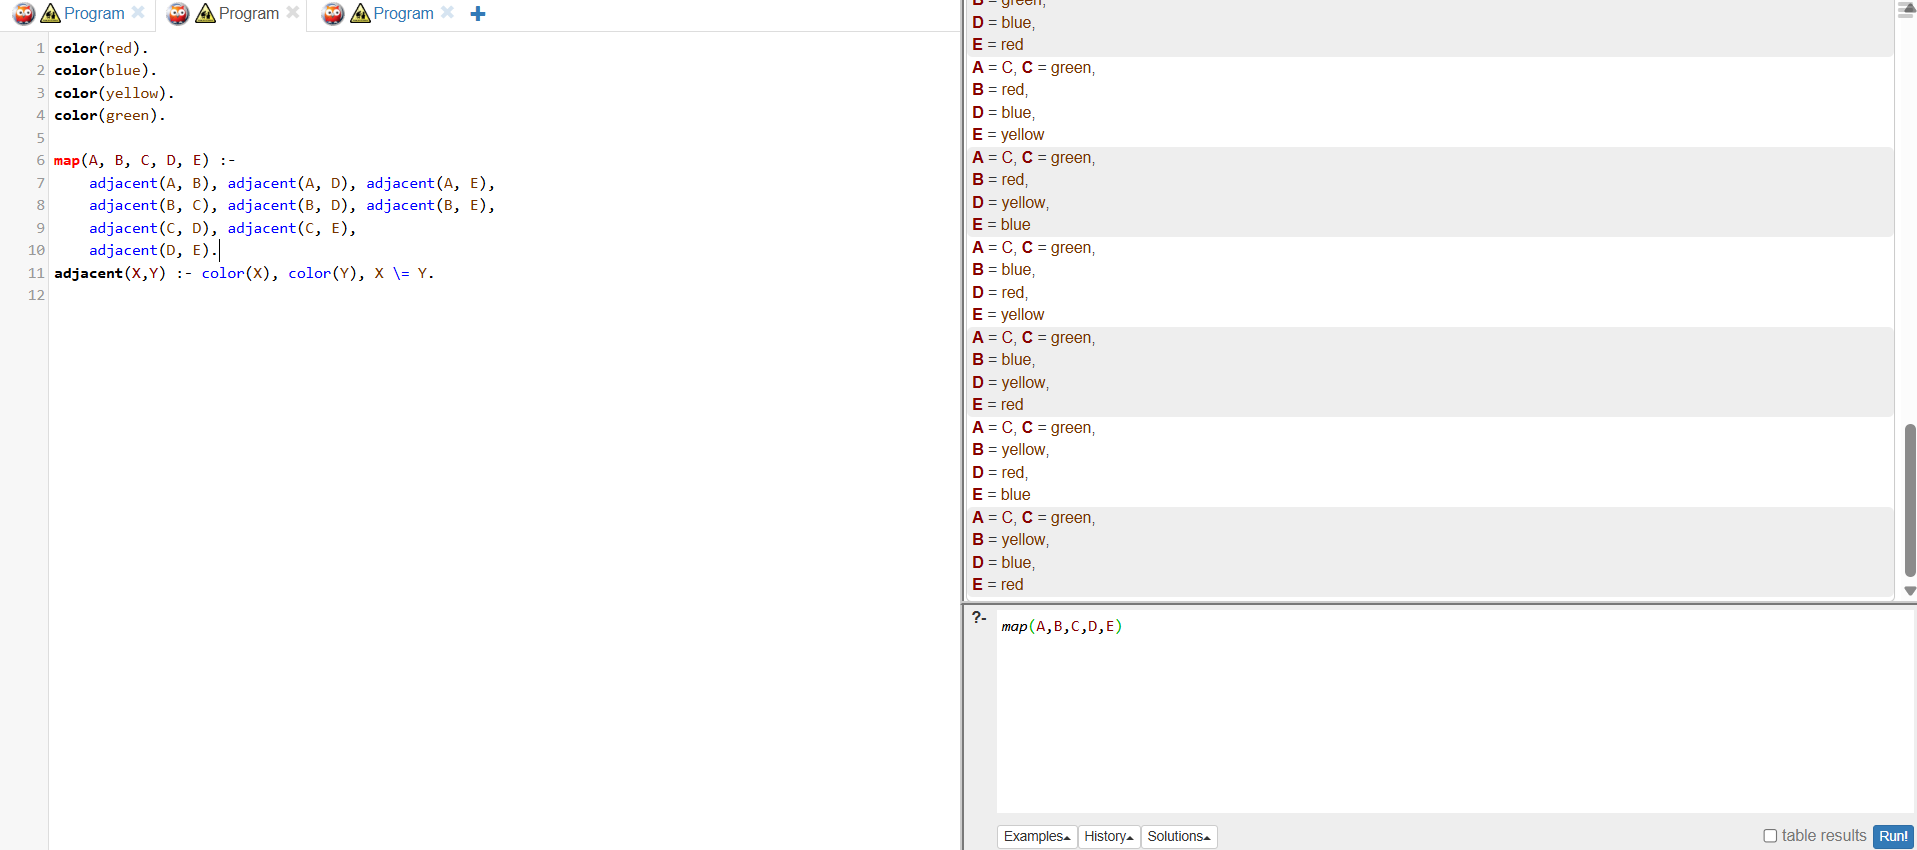 Program Program Program
1 color(red).
2 color(blue).
3 color(yellow).
4 color(green).
5
6 map(A, B, C, D, E) :-
7 adjacent(A, B), adjacent(A, D), adjacent(A, E),
8 adjacent(B, C), adjacent(B, D), adjacent(B, E),
9 adjacent(C, D), adjacent(C, E),
10 adjacent(D, E).
11 adjacent(X,Y) :- color(X), color(Y), X \= Y.
12
B = green,
D = blue,
E = red
A = C, C = green,
B = red,
D = blue,
E = yellow
A = C, C = green,
B = red,
D = yellow,
E = blue
A = C, C = green,
B = blue,
D = red,
E = yellow
A = C, C = green,
B = blue,
D = yellow,
E = red
A = C, C = green,
B = yellow,
D = red,
E = blue
A = C, C = green,
B = yellow,
D = blue,
E = red
?- map(A,B,C,D,E)
Examples History Solutions table results Run!